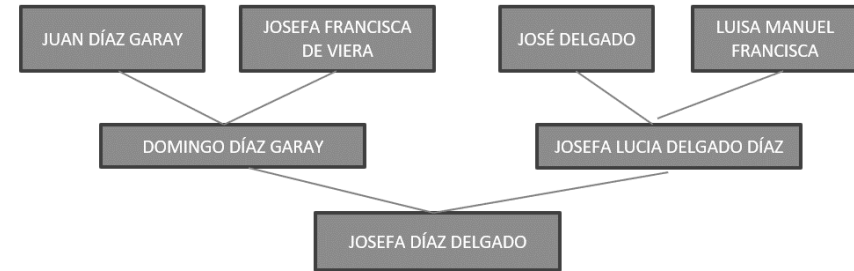 JUAN DÍAZ GARAY
JOSEFA FRANCISCA
DE VIERA
JOSÉ DELGADO
LUISA MANUEL
FRANCISCA
DOMINGO DÍAZ GARAY
JOSEFA LUCIA DELGADO DÍAZ
JOSEFA DÍAZ DELGADO